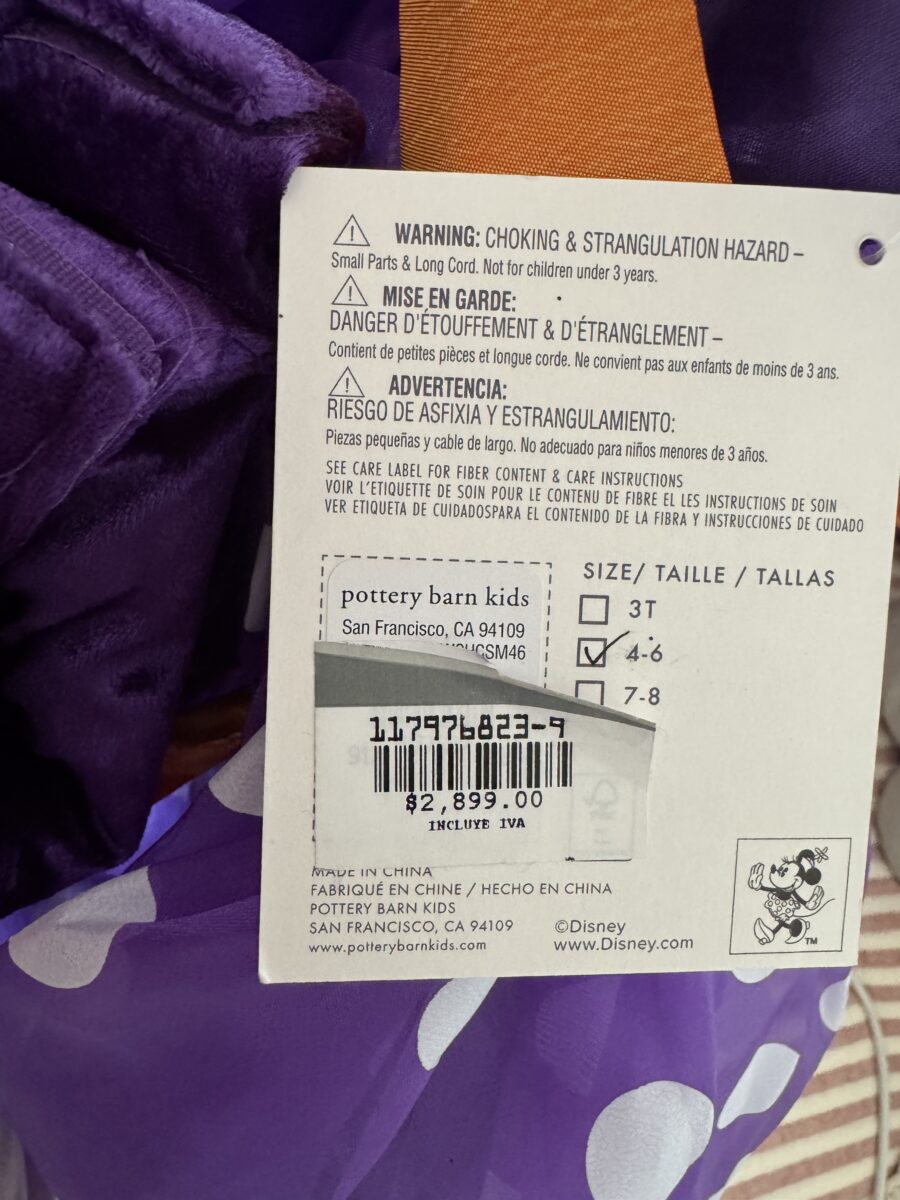 WARNING: CHOKING & STRANGULATION HAZARD –
Small Parts & Long Cord. Not for children under 3 years.
MISE EN GARDE:
DANGER D'ÉTOUFFEMENT & D'ÉTRANGLEMENT –
Contient de petites pièces et longue corde. Ne convient pas aux enfants de moins de 3 ans.
ADVERTENCIA:
RIESGO DE ASFIXIA Y ESTRANGULAMIENTO:
Piezas pequeñas y cable de largo. No adecuado para niños menores de 3 años.
SEE CARE LABEL FOR FIBER CONTENT & CARE INSTRUCTIONS
VOIR L'ETIQUETTE DE SOIN POUR LE CONTENU DE FIBRE EL LES INSTRUCTIONS DE SOIN
VER ETIQUETA DE CUIDADOSPARA EL CONTENIDO DE LA FIBRA Y INSTRUCCIONES DE CUIDADO
pottery barn kids
San Francisco, CA 94109
SIZE/ TAILLE / TALLAS
3T
4-6
7-8
117976823-9
$2,899.00
INCLUYE IVA
MADE IN CHINA
FABRIQUÉ EN CHINE / HECHO EN CHINA
POTTERY BARN KIDS
SAN FRANCISCO, CA 94109
www.potterybarnkids.com
©Disney
www.Disney.com
TM